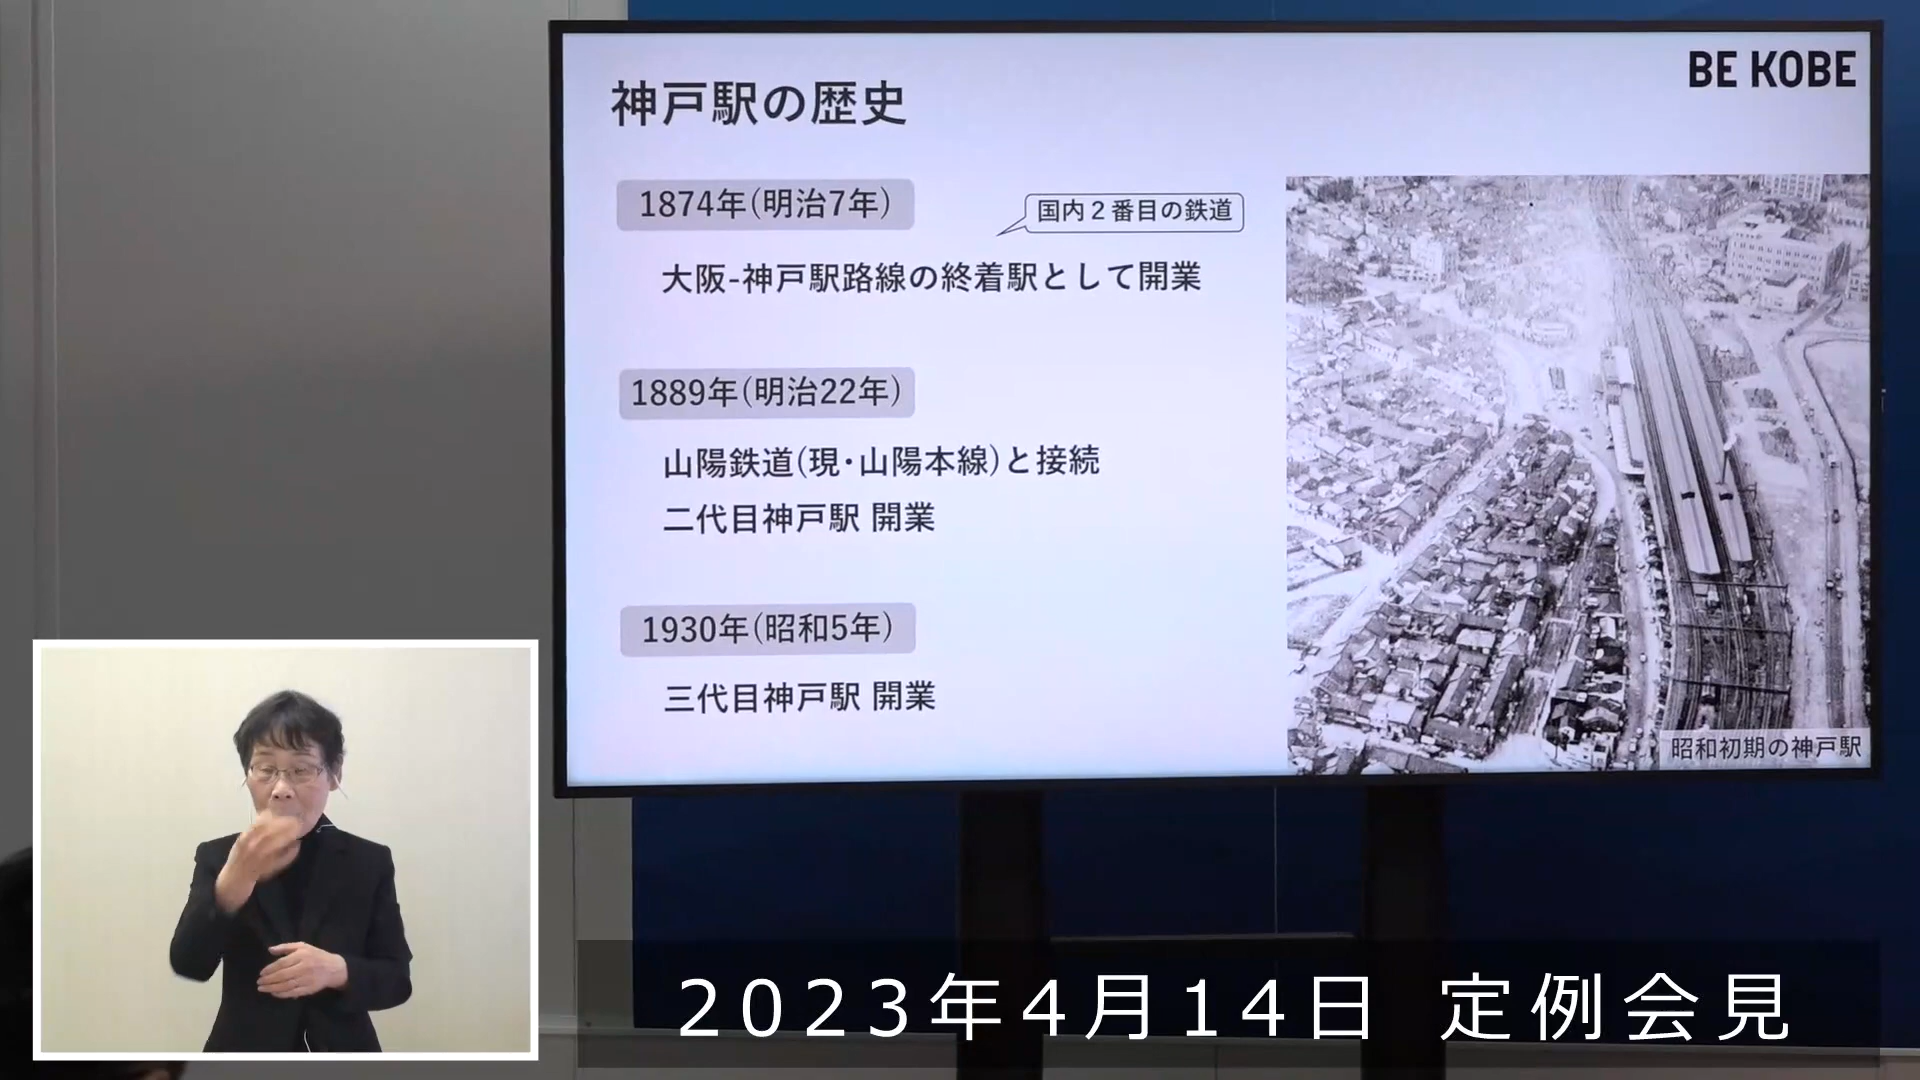 BE KOBE
神戸駅の歴史
1874年(明治7年)
国内2番目の鉄道
大阪-神戸駅路線の終着駅として開業
1889年(明治22年)
山陽鉄道(現・山陽本線)と接続
二代目神戸駅 開業
1930年(昭和5年)
三代目神戸駅 開業
昭和初期の神戸駅
2023年4月14日 定例会見